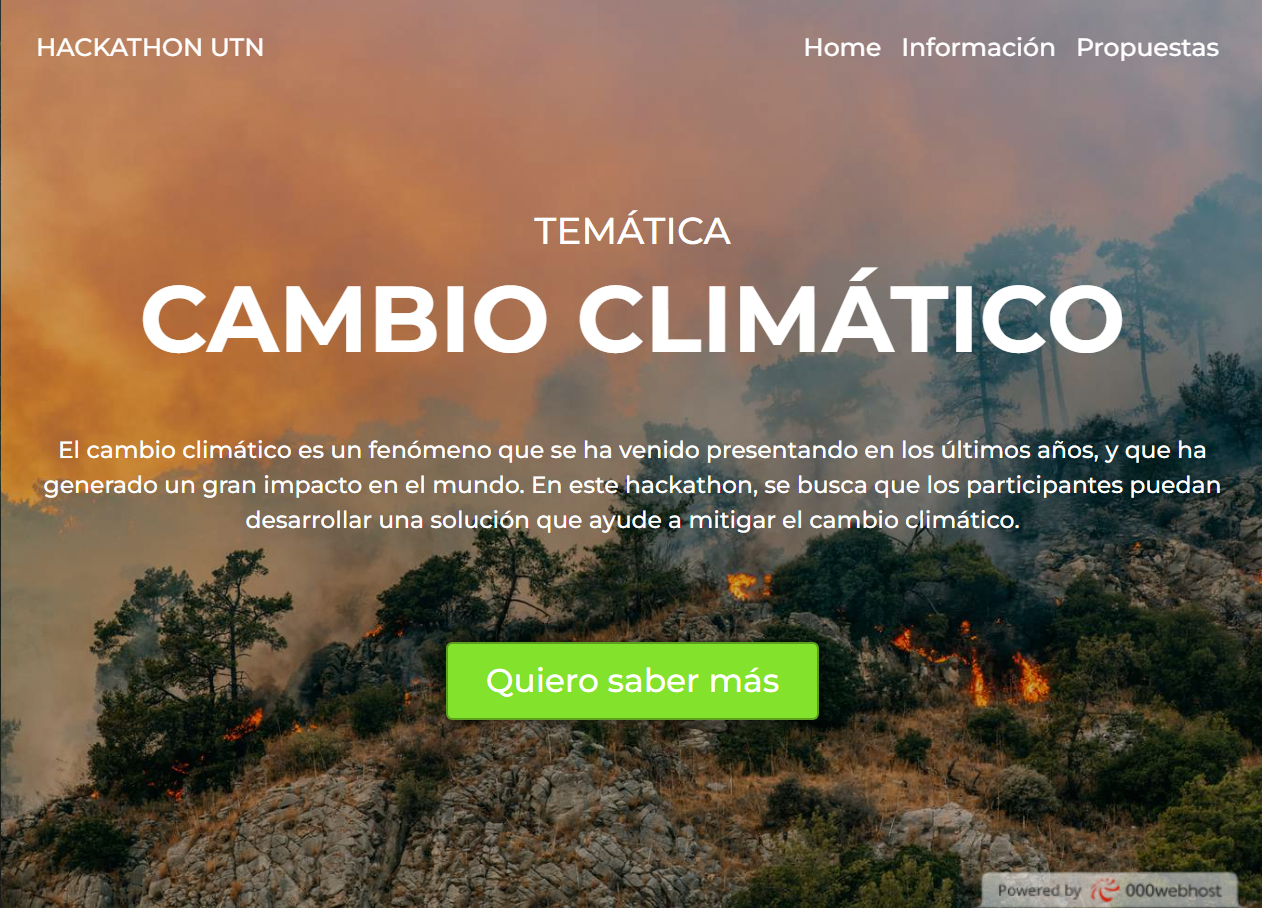 HACKATHON UTN
Home Información Propuestas
TEMÁTICA
CAMBIO CLIMÁTICO
El cambio climático es un fenómeno que se ha venido presentando en los últimos años, y que ha
generado un gran impacto en el mundo. En este hackathon, se busca que los participantes puedan
desarrollar una solución que ayude a mitigar el cambio climático.
Quiero saber más
Powered by 000webhost